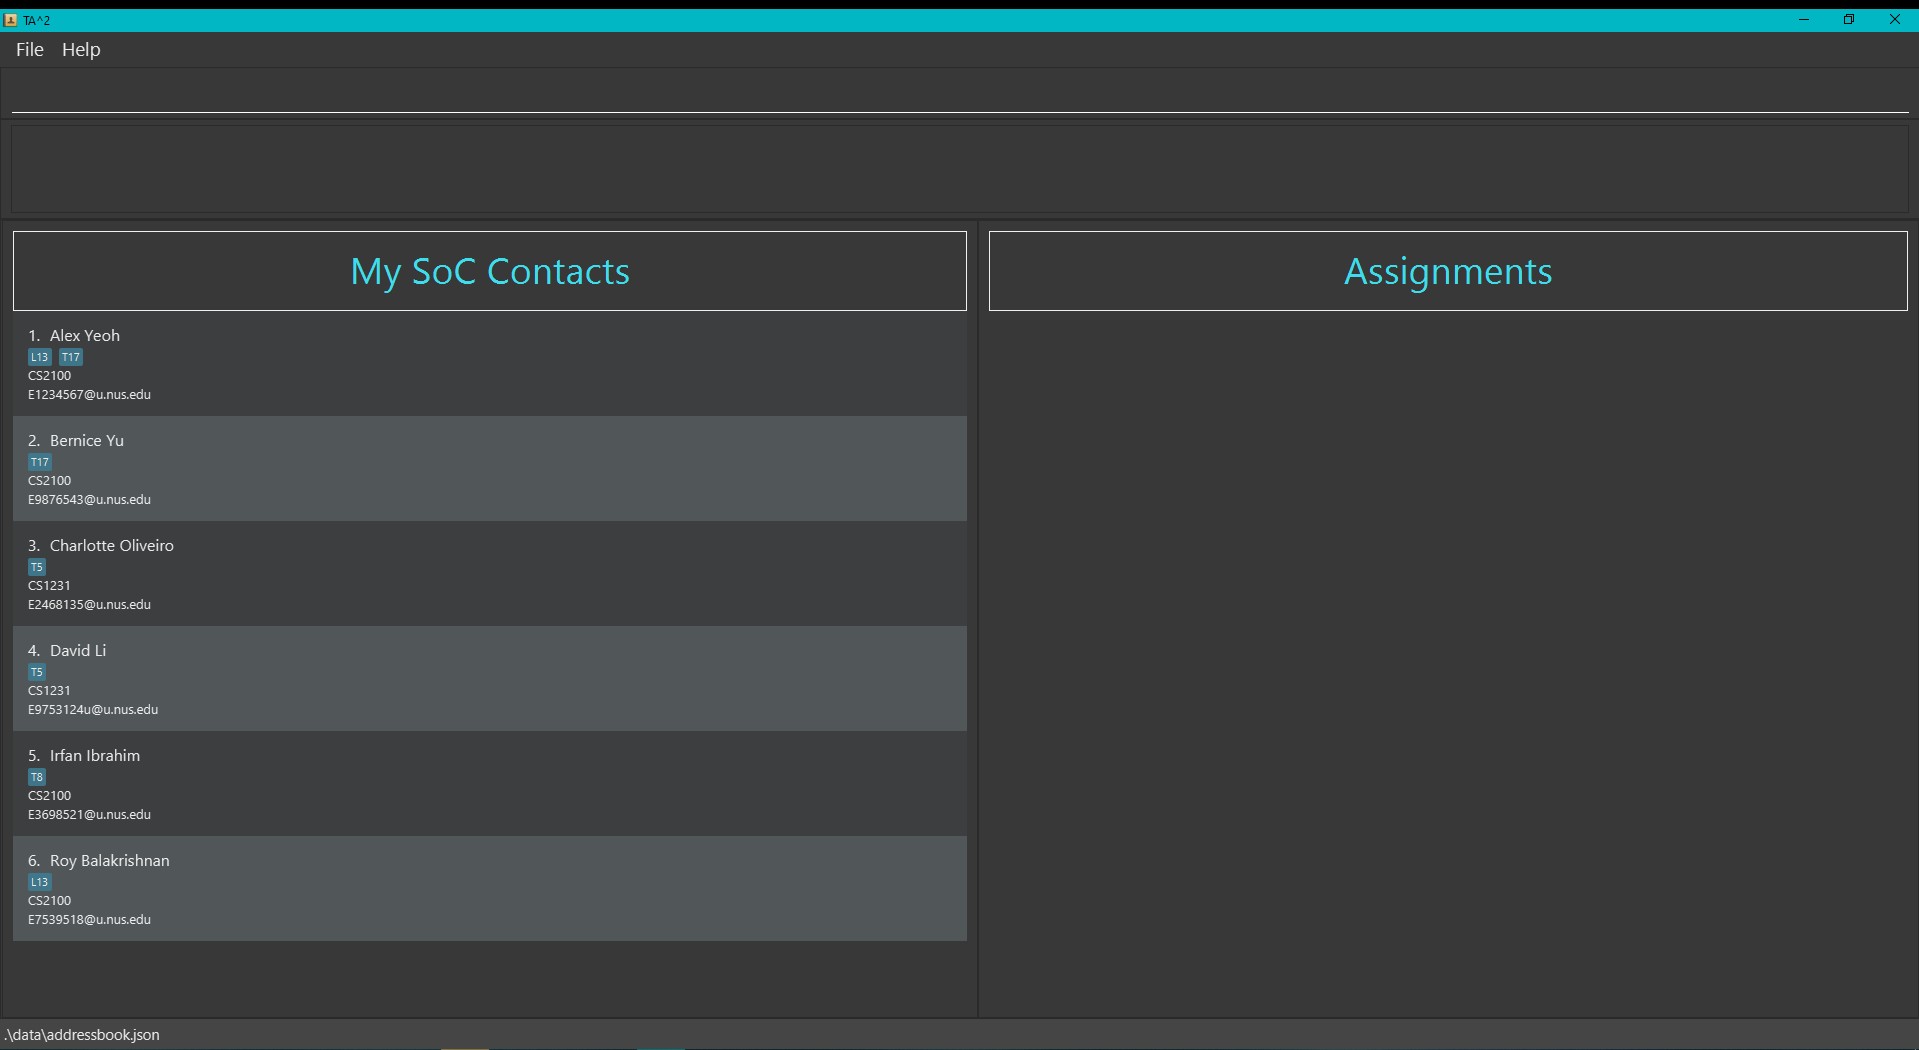 TA^2
File Help
My SoC Contacts
Assignments
1. Alex Yeoh
L13 T17
CS2100
E1234567@u.nus.edu
2. Bernice Yu
T17
CS2100
E9876543@u.nus.edu
3. Charlotte Oliveiro
T5
CS1231
E2468135@u.nus.edu
4. David Li
T5
CS1231
E9753124u@u.nus.edu
5. Irfan Ibrahim
T8
CS2100
E3698521@u.nus.edu
6. Roy Balakrishnan
L13
CS2100
E7539518@u.nus.edu
.\data\addressbook.json